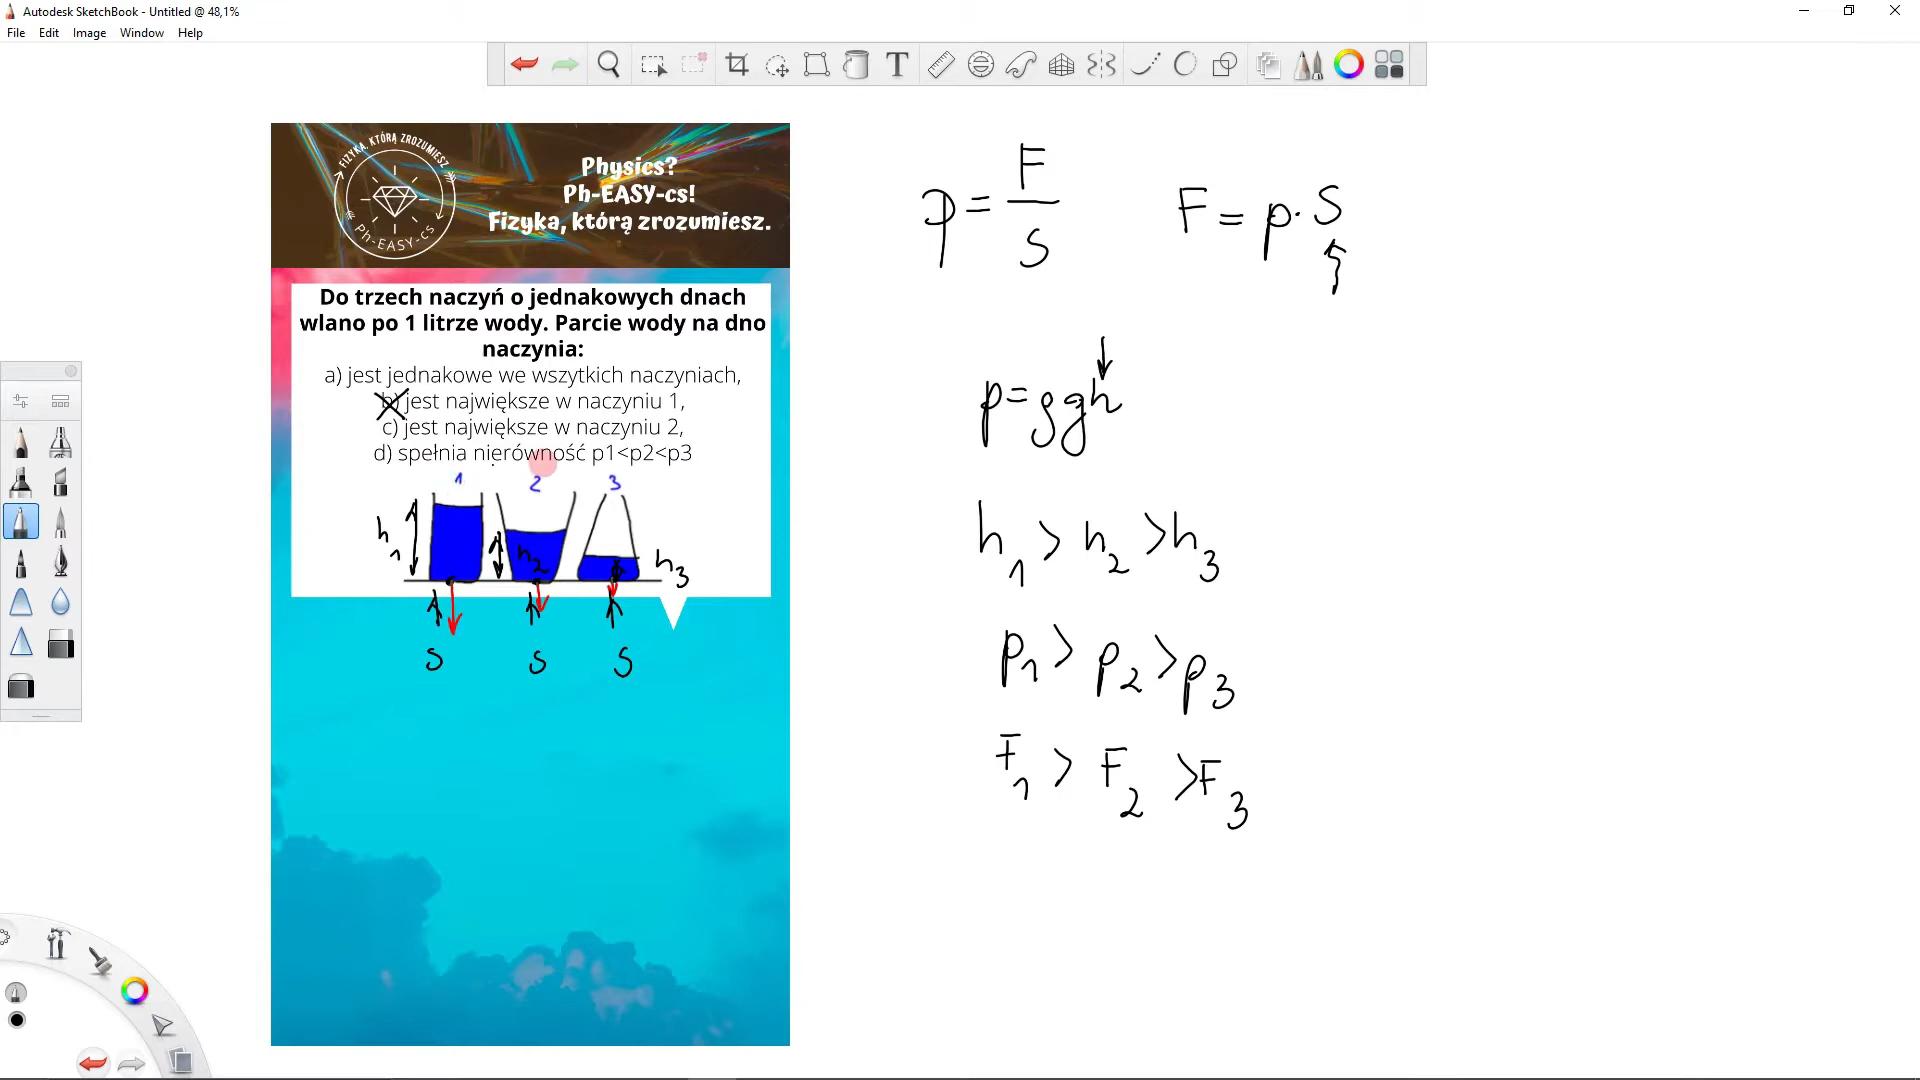 Autodesk SketchBook - Untitled @ 48,1%
File Edit Image Window Help
FIZYKA, KTÓRĄ ZROZUMIESZ
Ph-EASY-cs
Physics?
Ph-EASY-cs!
Fizyka, którą zrozumiesz.
Do trzech naczyń o jednakowych dnach
wlano po 1 litrze wody. Parcie wody na dno
naczynia:
a) jest jednakowe we wszytkich naczyniach,
b) jest największe w naczyniu 1,
c) jest największe w naczyniu 2,
d) spełnia nierówność p1<p2<p3
1 2 3
h1 h2 h3
S S S
p = F/S
F = p · S
p = ρgh
h1 > h2 > h3
p1 > p2 > p3
F1 > F2 > F3